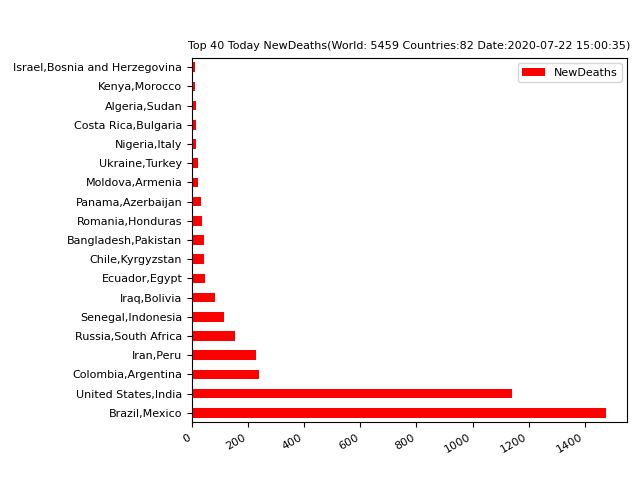 Top 40 Today NewDeaths(World: 5459 Countries:82 Date:2020-07-22 15:00:35)
NewDeaths
Israel,Bosnia and Herzegovina
Kenya,Morocco
Algeria,Sudan
Costa Rica,Bulgaria
Nigeria,Italy
Ukraine,Turkey
Moldova,Armenia
Panama,Azerbaijan
Romania,Honduras
Bangladesh,Pakistan
Chile,Kyrgyzstan
Ecuador,Egypt
Iraq,Bolivia
Senegal,Indonesia
Russia,South Africa
Iran,Peru
Colombia,Argentina
United States,India
Brazil,Mexico
0 200 400 600 800 1000 1200 1400